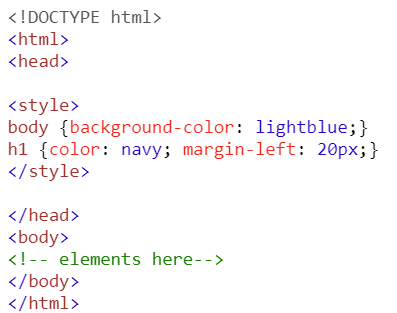 <!DOCTYPE html>
<html>
<head>
<style>
body {background-color: lightblue;}
h1 {color: navy; margin-left: 20px;}
</style>
</head>
<body>
<!-- elements here-->
</body>
</html>